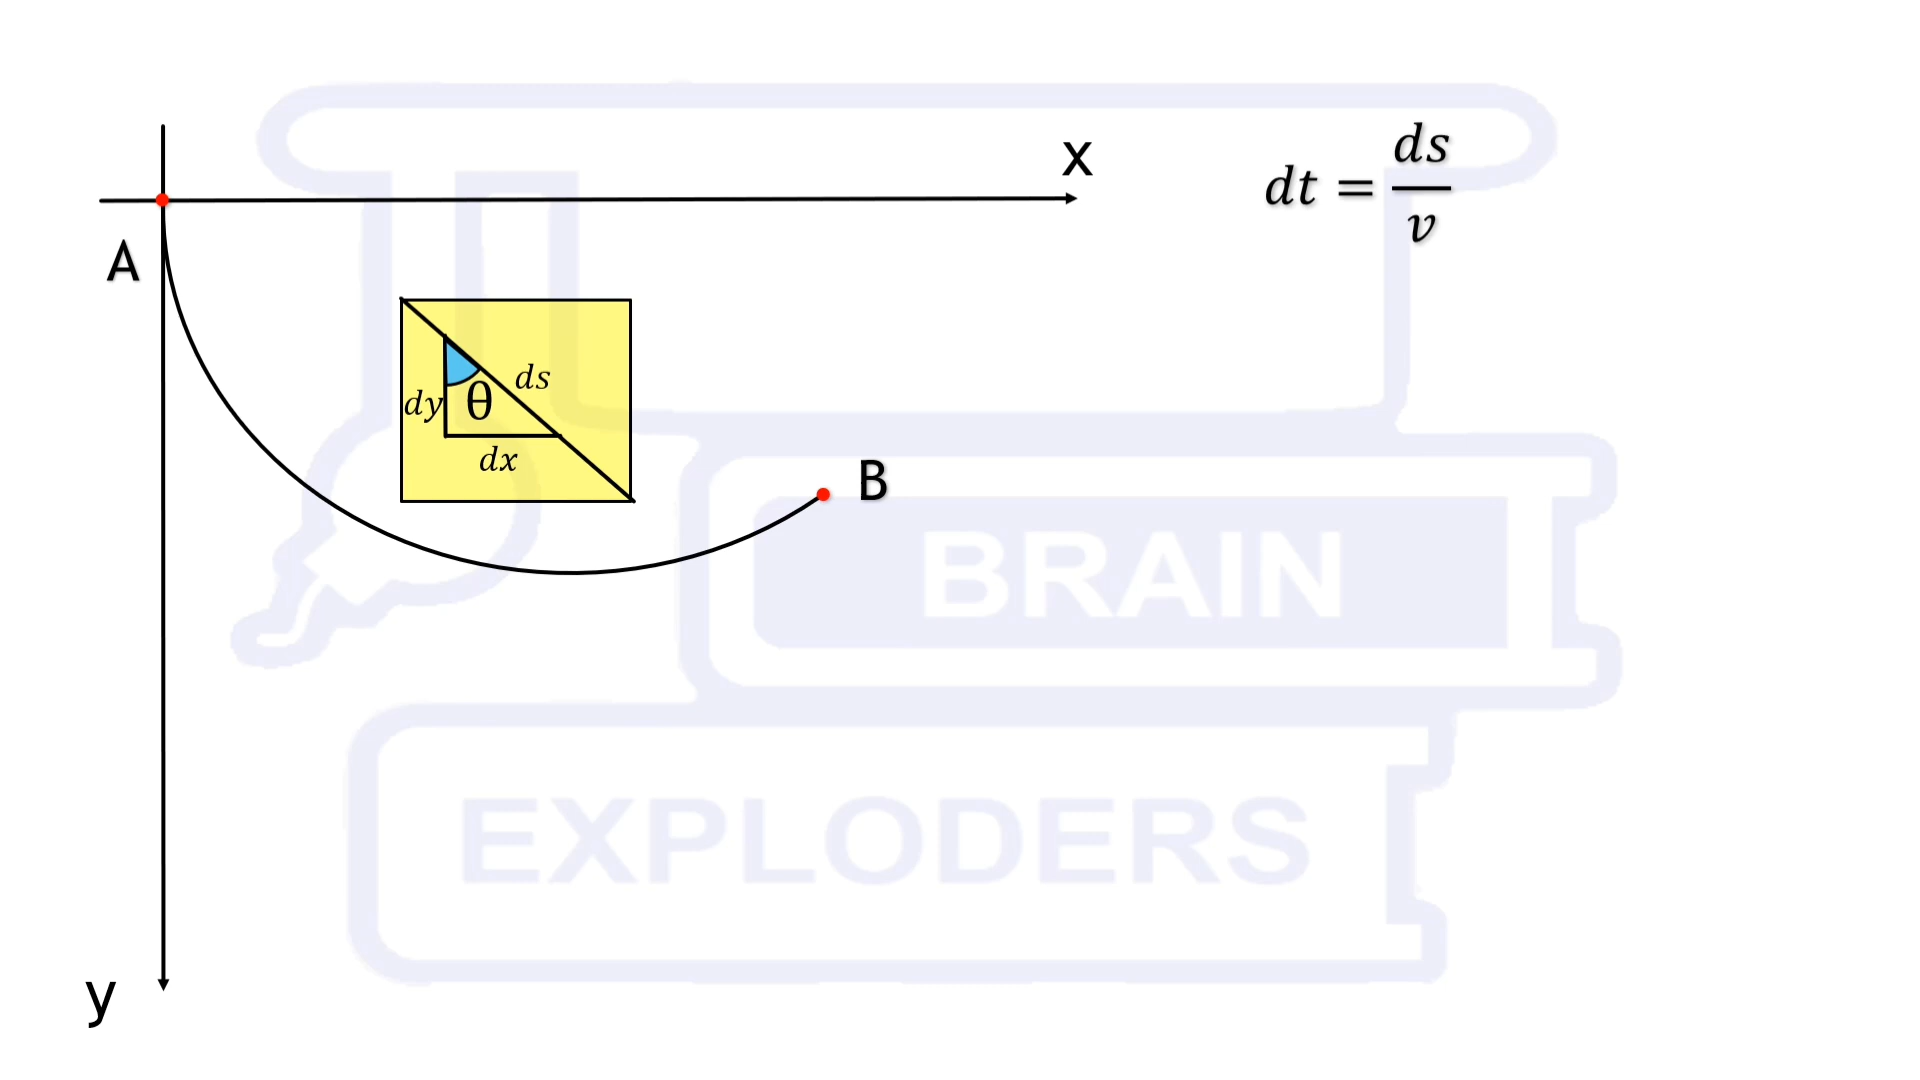 x
dt = ds/v
A
ds
dy
θ
dx
B
BRAIN
EXPLODERS
y